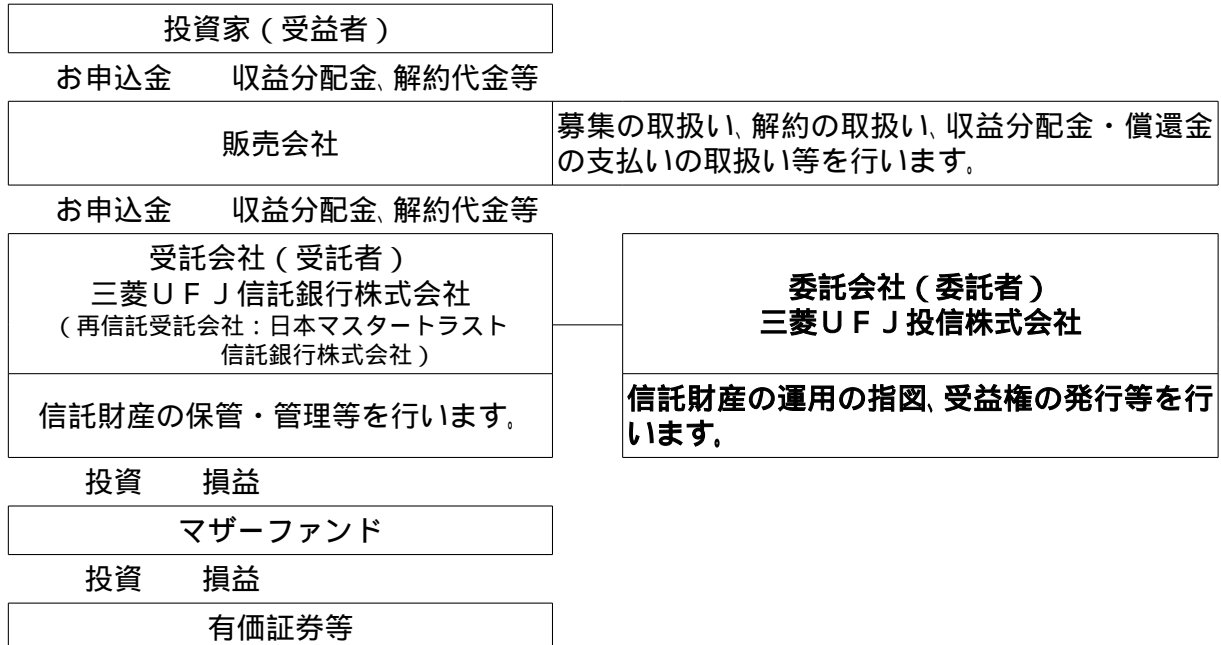 投資家(受益者)
お申込金　　収益分配金、解約代金等
販売会社
募集の取扱い、解約の取扱い、収益分配金・償還金
の支払いの取扱い等を行います。
お申込金　　収益分配金、解約代金等
受託会社(受託者)
三菱UFJ信託銀行株式会社
(再信託受託会社:日本マスタートラスト
信託銀行株式会社)
委託会社(委託者)
三菱UFJ投信株式会社
信託財産の保管・管理等を行います。
信託財産の運用の指図、受益権の発行等を行
います。
投資　　損益
マザーファンド
投資　　損益
有価証券等